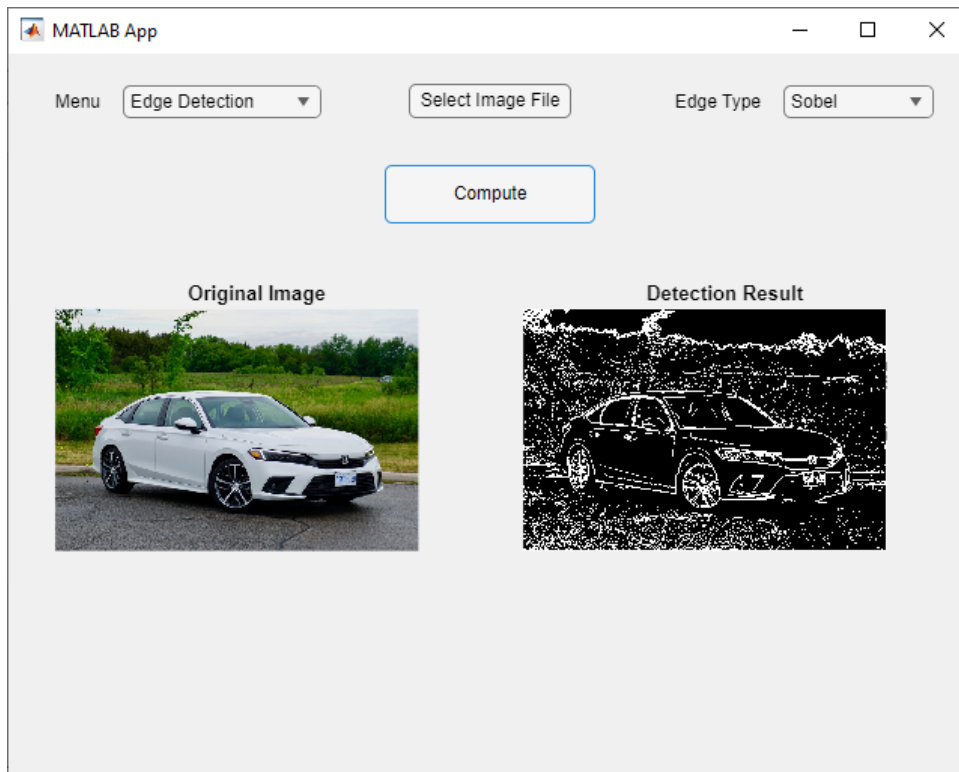 MATLAB App
Menu Edge Detection Select Image File Edge Type Sobel
Compute
Original Image Detection Result